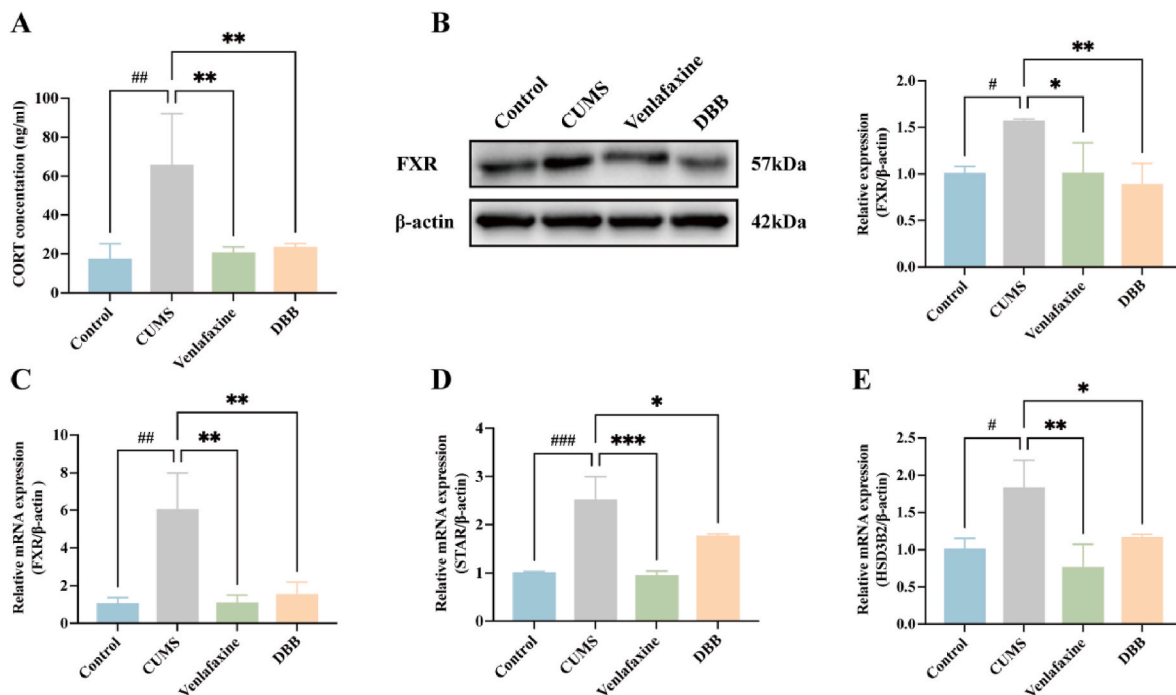 A
**
## **
CORT concentration (ng/ml)
100
80
60
40
20
0
Control
CUMS
Venlafaxine
DBB
B
Control
CUMS
Venlafaxine
DBB
FXR
57kDa
β-actin
42kDa
**
# *
Relative expression
(FXR/β-actin)
2.0
1.5
1.0
0.5
0.0
Control
CUMS
Venlafaxine
DBB
C
**
## **
Relative mRNA expression
(FXR/β-actin )
10
8
6
4
2
0
Control
CUMS
Venlafaxine
DBB
D
*
### ***
Relative mRNA expression
(STAR/β-actin)
4
3
2
1
0
Control
CUMS
Venlafaxine
DBB
E
*
# **
Relative mRNA expression
(HSD3B2/β-actin)
2.5
2.0
1.5
1.0
0.5
0.0
Control
CUMS
Venlafaxine
DBB